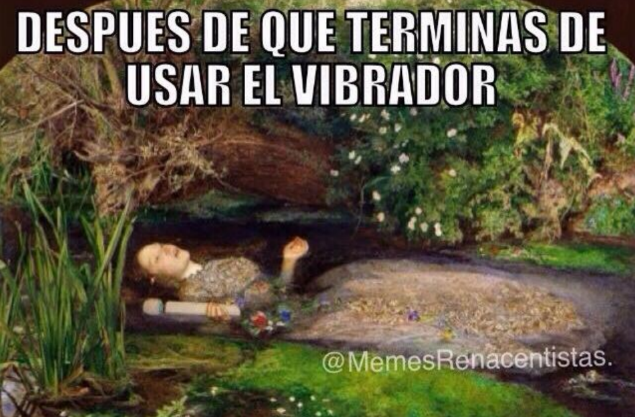 DESPUES DE QUE TERMINAS DE
USAR EL VIBRADOR
@MemesRenacentistas.